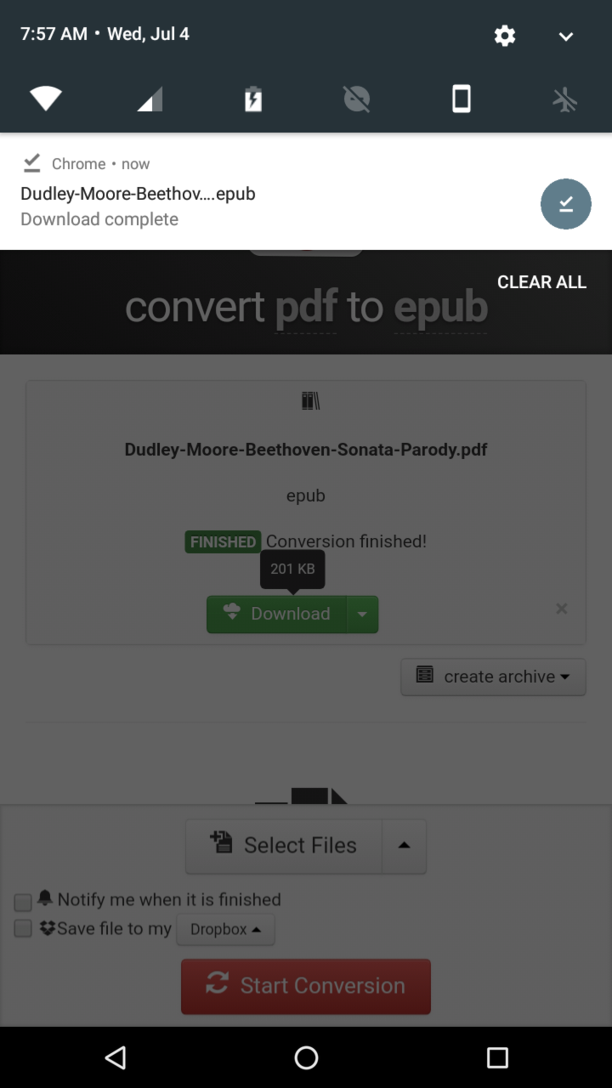 7:57 AM • Wed, Jul 4
Chrome • now
Dudley-Moore-Beethov....epub
Download complete
CLEAR ALL
convert pdf to epub
Dudley-Moore-Beethoven-Sonata-Parody.pdf
epub
FINISHED Conversion finished!
201 KB
Download
×
create archive
Select Files
Notify me when it is finished
Save file to my Dropbox
Start Conversion